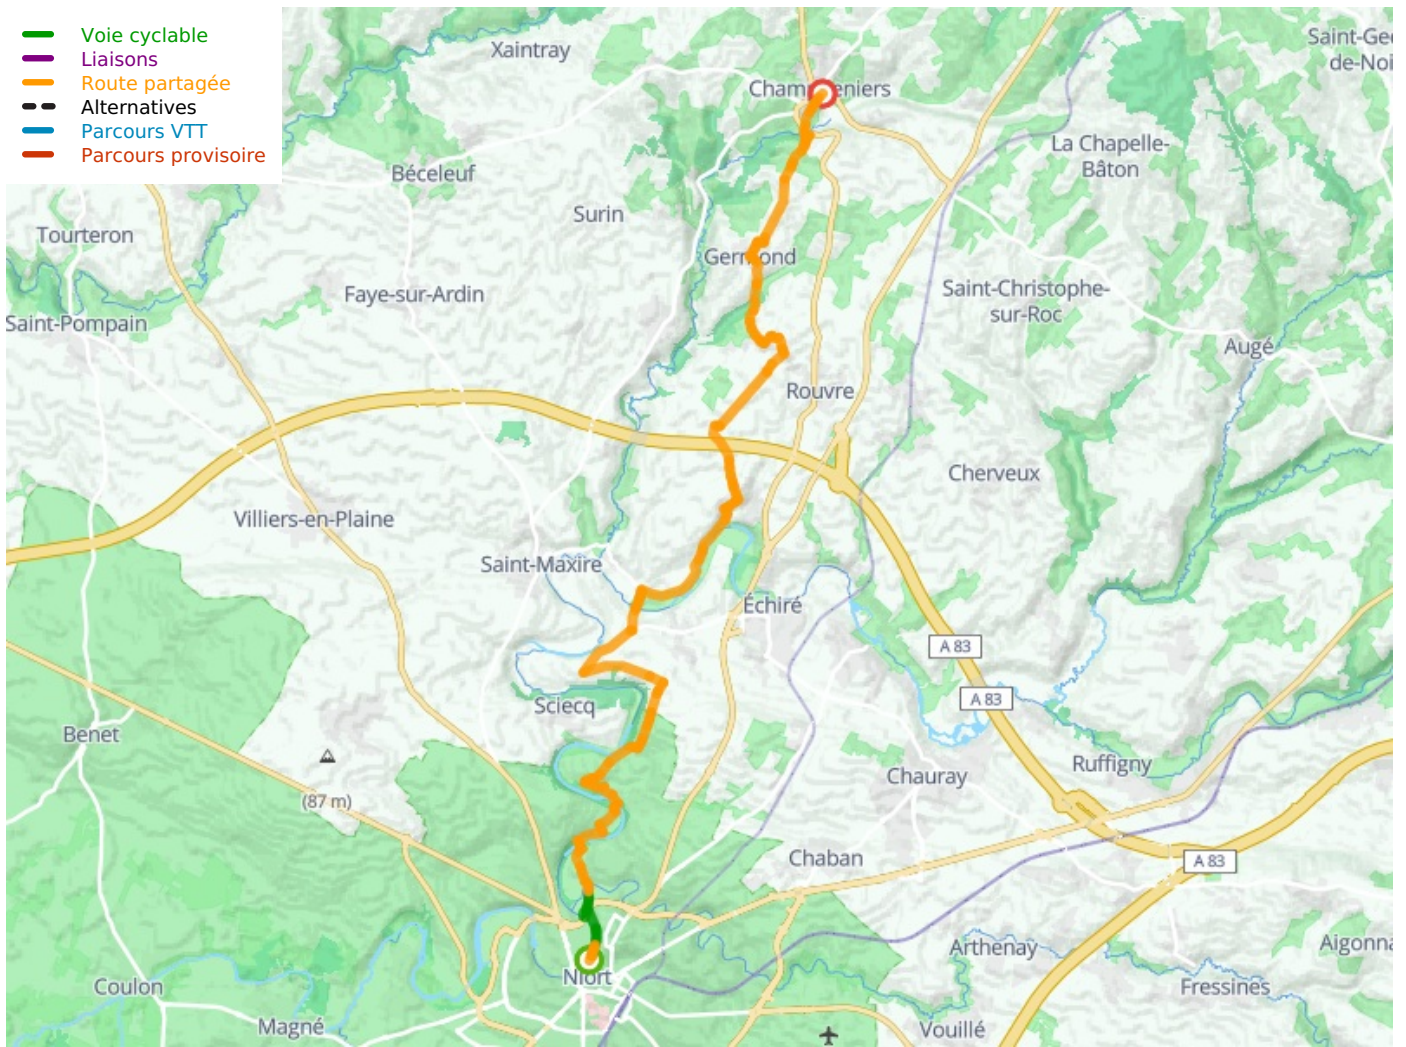 Voie cyclable
Liaisons
Route partagée
Alternatives
Parcours VTT
Parcours provisoire
Xaintray
Saint-Ge
de-Noi
Béceleuf
La Chapelle-
Bâton
Surin
Tourteron
Faye-sur-Ardin
Saint-Christophe-
sur-Roc
Saint-Pompain
Augé
Rouvre
Cherveux
Villiers-en-Plaine
Saint-Maxire
Échiré
A 83
A 83
Sciecq
Benet
Ruffigny
Chauray
(87 m)
Chaban
A 83
Arthenay
Aigonna
Niort
Coulon
Fressines
Magné
Vouillé